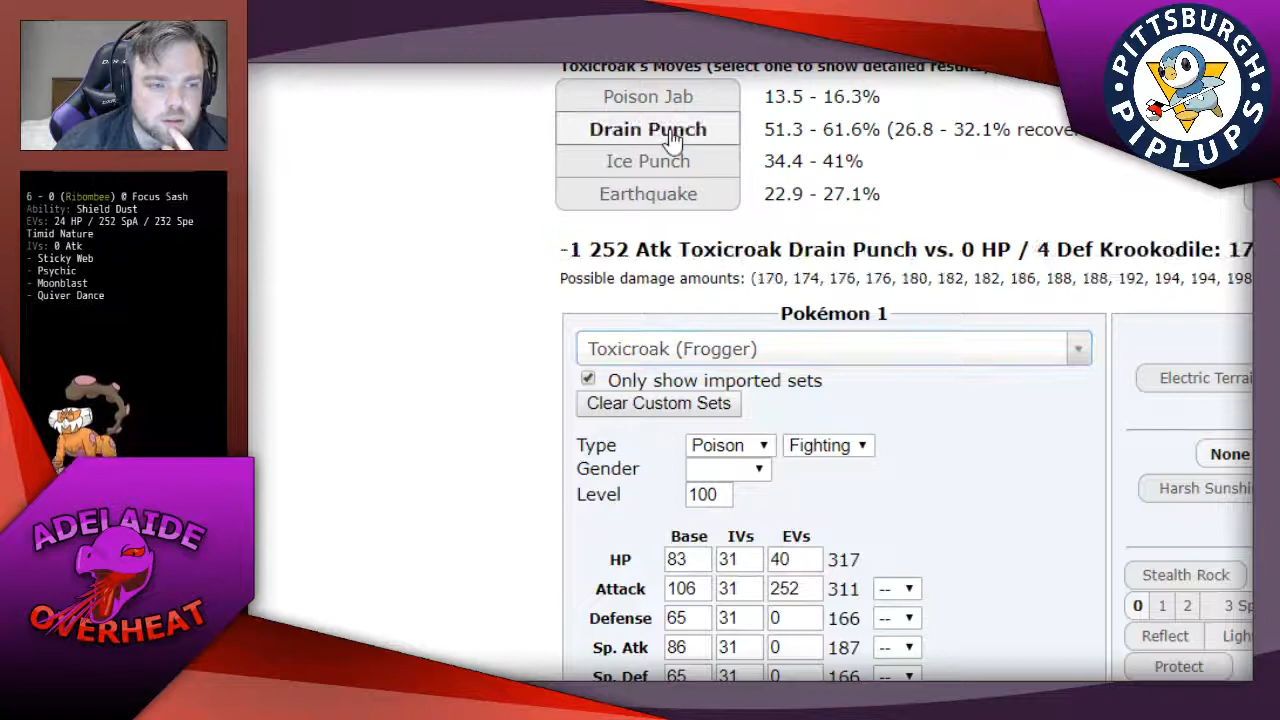 PITTSBURGH
PIPLUPS
Toxicroak's Moves (select one to show detailed results)
Poison Jab 13.5 - 16.3%
Drain Punch 51.3 - 61.6% (26.8 - 32.1% recove
Ice Punch 34.4 - 41%
Earthquake 22.9 - 27.1%
6 - 0 (Ribombee) @ Focus Sash
Ability: Shield Dust
EVs: 24 HP / 252 SpA / 232 Spe
Timid Nature
IVs: 0 Atk
- Sticky Web
- Psychic
- Moonblast
- Quiver Dance
-1 252 Atk Toxicroak Drain Punch vs. 0 HP / 4 Def Krookodile: 17
Possible damage amounts: (170, 174, 176, 176, 180, 182, 182, 186, 188, 188, 192, 194, 194, 198
Pokémon 1
Toxicroak (Frogger)
Only show imported sets
Clear Custom Sets
Type Poison Fighting
Gender
Level 100
Base IVs EVs
HP 83 31 40 317
Attack 106 31 252 311 --
Defense 65 31 0 166 --
Sp. Atk 86 31 0 187 --
Sp. Def 65 31 0 166 --
Electric Terrai
None
Harsh Sunshi
Stealth Rock
0 1 2 3 Sp
Reflect Ligh
Protect
ADELAIDE
OVERHEAT